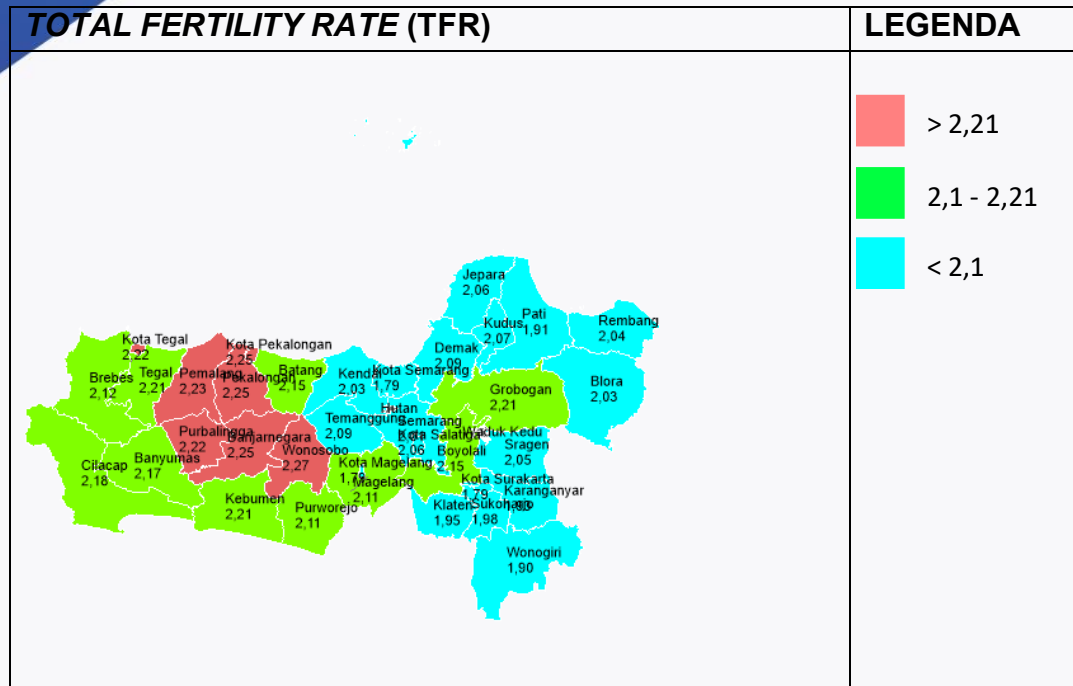 TOTAL FERTILITY RATE (TFR)
LEGENDA
> 2,21
2,1 - 2,21
< 2,1
Jepara
2,06
Kudus
2,07
Pati
1,91
Rembang
2,04
Demak
2,09
Kota Tegal
2,22
Kota Pekalongan
2,25
Brebes
2,12
Tegal
2,21
Pemalang
2,23
Pekalongan
2,25
Batang
2,15
Kendal
2,03
Kota Semarang
1,79
Grobogan
2,21
Blora
2,03
Hutan
Temanggung
2,09
Semarang
Kota Salatiga
2,06
Waduk Kedu
Purbalingga
2,22
Banjarnegara
2,25
Wonosobo
2,27
Boyolali
2,15
Sragen
2,05
Cilacap
2,18
Banyumas
2,17
Kota Magelang
1,79
Magelang
2,11
Kota Surakarta
1,79
Karanganyar
Kebumen
2,21
Purworejo
2,11
Klaten
1,95
Sukoharjo
1,98
Wonogiri
1,90